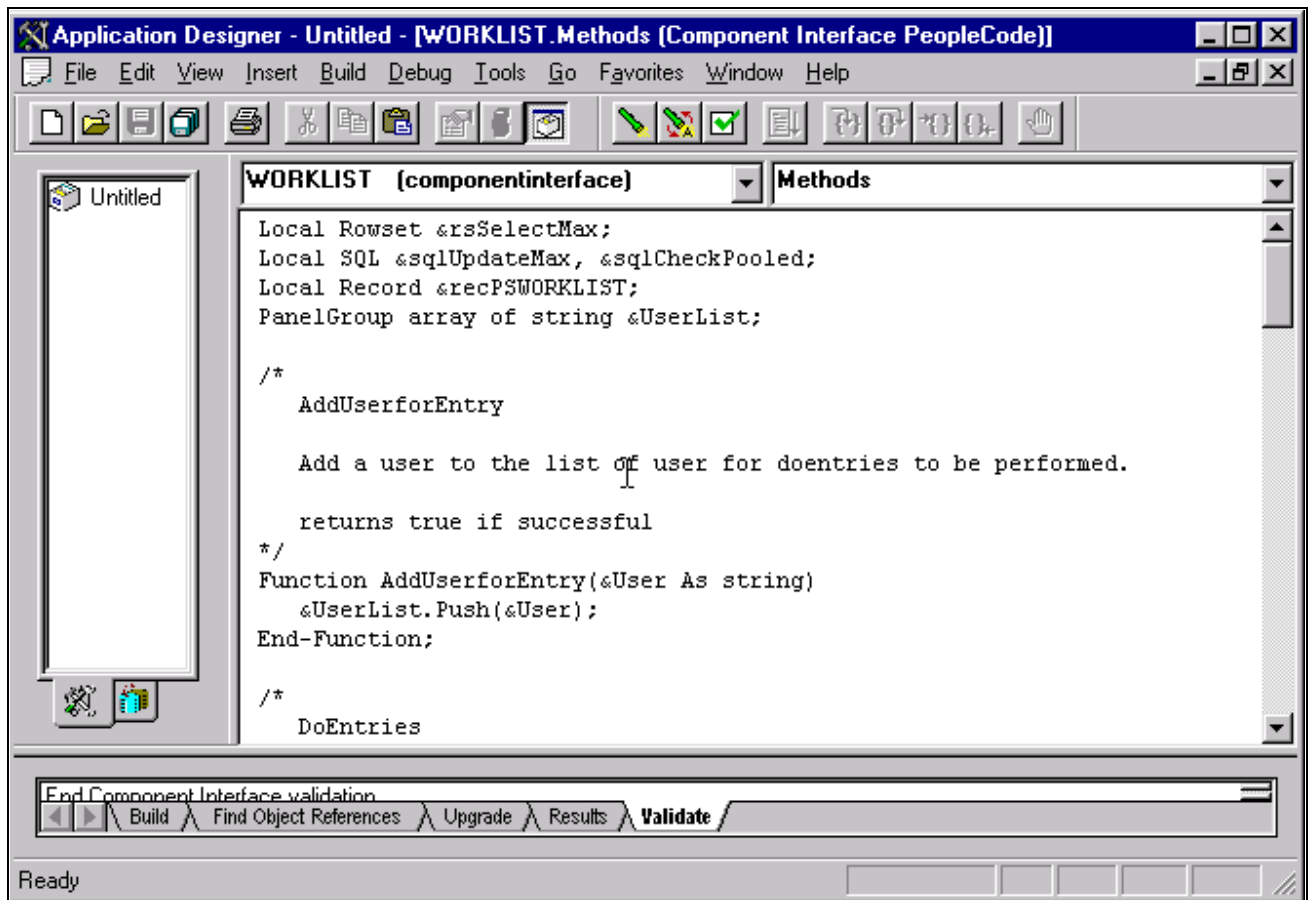 Application Designer - Untitled - [WORKLIST.Methods (Component Interface PeopleCode)]
File Edit View Insert Build Debug Tools Go Favorites Window Help
Untitled
WORKLIST (componentinterface) Methods
Local Rowset &rsSelectMax;
Local SQL &sqlUpdateMax, &sqlCheckPooled;
Local Record &recPSWORKLIST;
PanelGroup array of string &UserList;
/*
AddUserforEntry
Add a user to the list of user for doentries to be performed.
returns true if successful
*/
Function AddUserforEntry(&User As string)
&UserList.Push(&User);
End-Function;
/*
DoEntries
End Component Interface validation
Build Find Object References Upgrade Results Validate
Ready